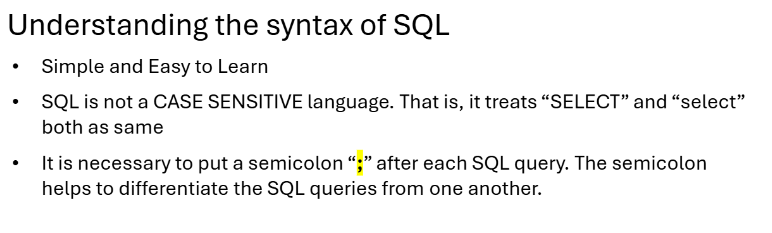 Understanding the syntax of SQL
• Simple and Easy to Learn
• SQL is not a CASE SENSITIVE language. That is, it treats “SELECT” and “select”
both as same
• It is necessary to put a semicolon “;” after each SQL query. The semicolon
helps to differentiate the SQL queries from one another.